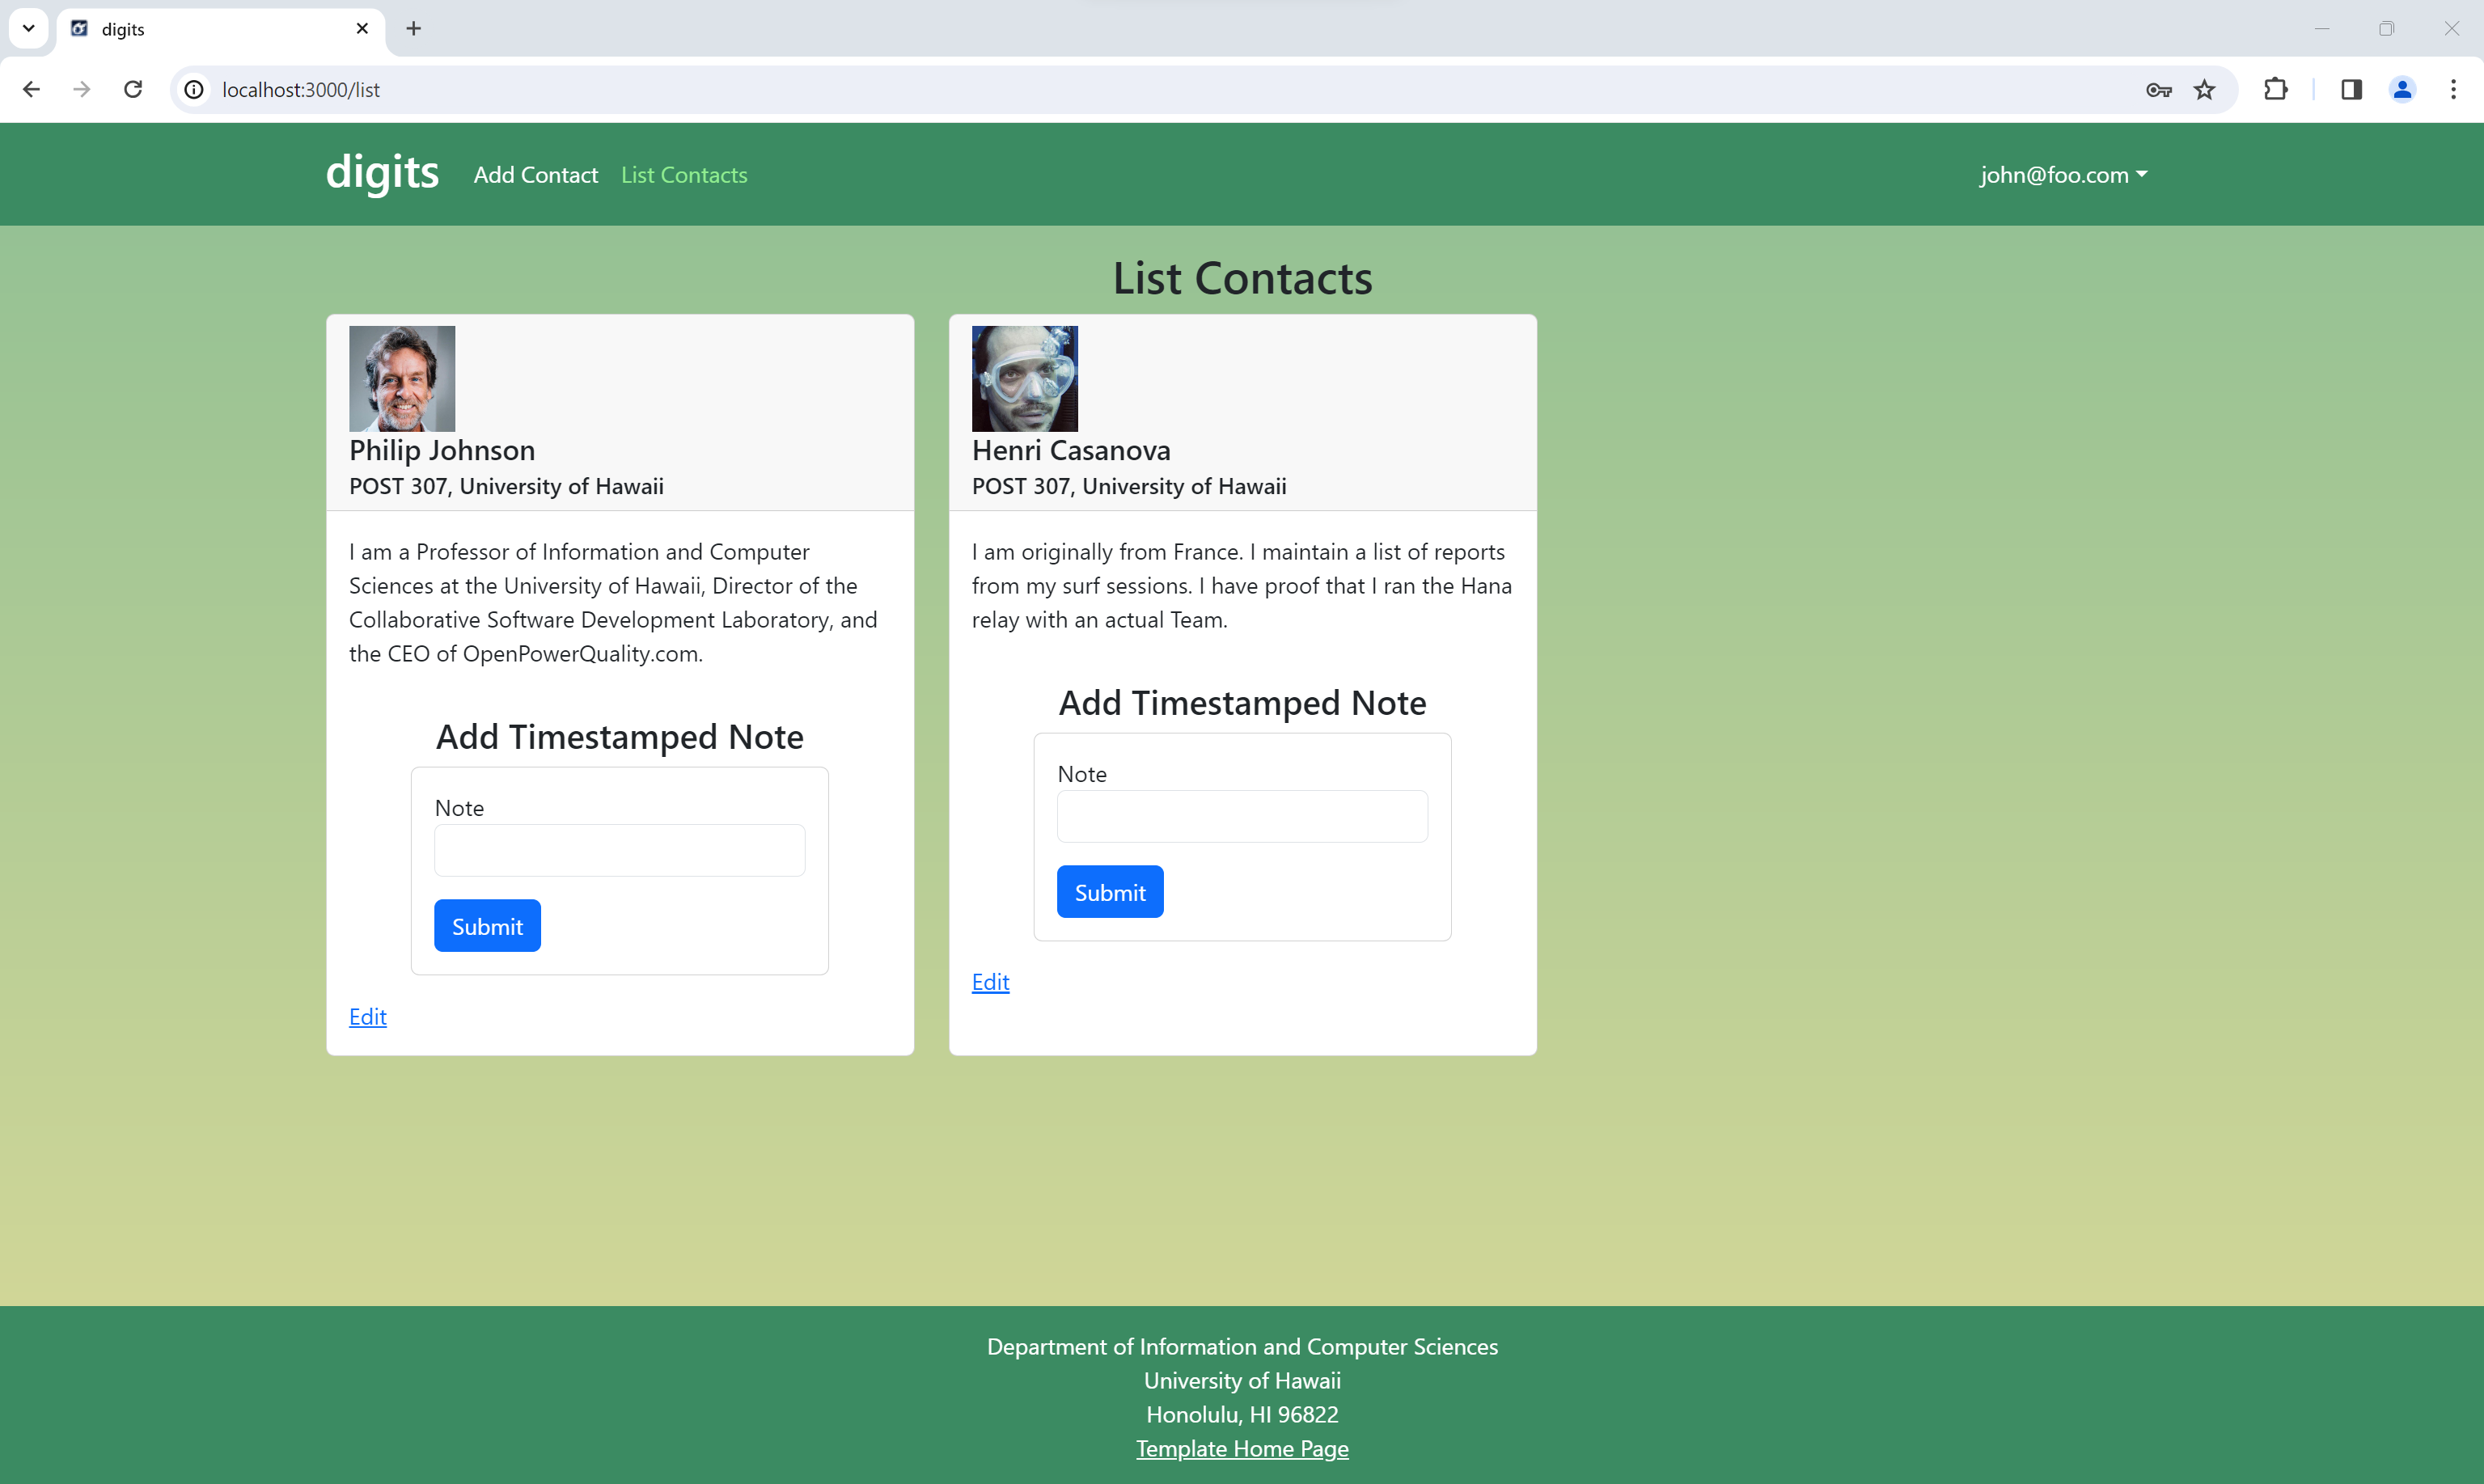 digits
localhost:3000/list
digits
Add Contact
List Contacts
john@foo.com
List Contacts
Philip Johnson
POST 307, University of Hawaii
I am a Professor of Information and Computer
Sciences at the University of Hawaii, Director of the
Collaborative Software Development Laboratory, and
the CEO of OpenPowerQuality.com.
Add Timestamped Note
Note
Submit
Edit
Henri Casanova
POST 307, University of Hawaii
I am originally from France. I maintain a list of reports
from my surf sessions. I have proof that I ran the Hana
relay with an actual Team.
Add Timestamped Note
Note
Submit
Edit
Department of Information and Computer Sciences
University of Hawaii
Honolulu, HI 96822
Template Home Page